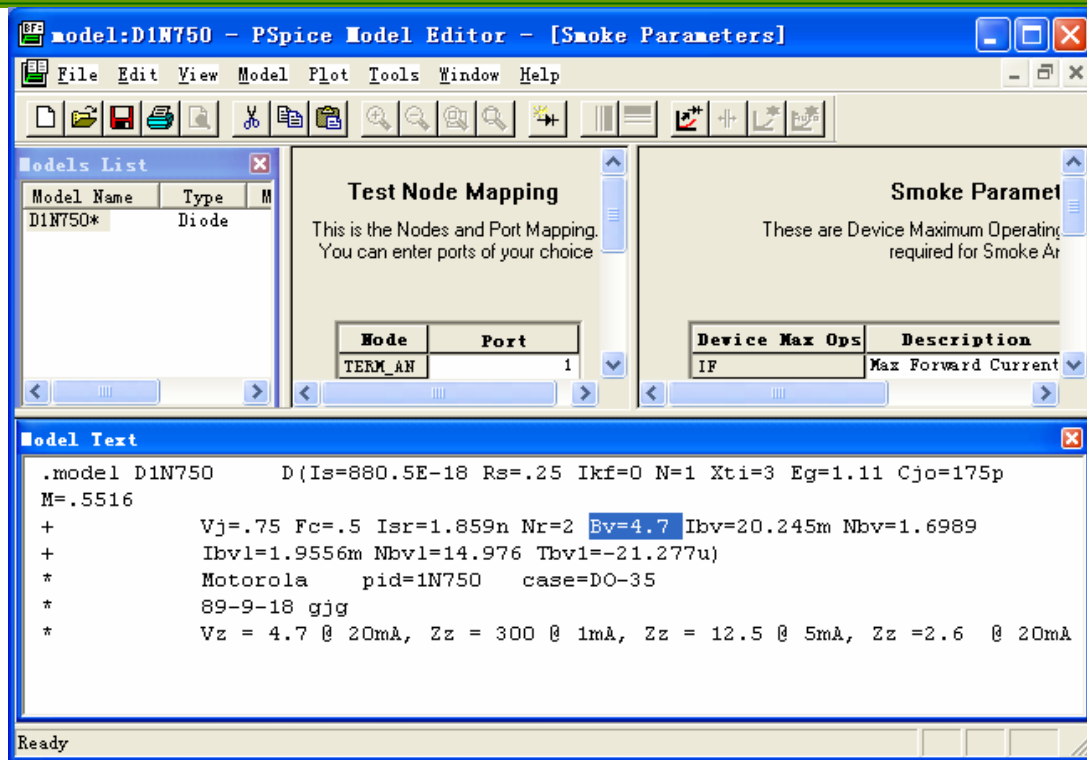 model:D1N750 - PSpice Model Editor - [Smoke Parameters]
File Edit View Model Plot Tools Window Help
Models List
Model Name Type M
D1N750* Diode
Test Node Mapping
This is the Nodes and Port Mapping.
You can enter ports of your choice
Node Port
TERM_AN 1
Smoke Paramet
These are Device Maximum Operating
required for Smoke An
Device Max Ops Description
IF Max Forward Current
Model Text
.model D1N750 D(Is=880.5E-18 Rs=.25 Ikf=0 N=1 Xti=3 Eg=1.11 Cjo=175p
M=.5516
+ Vj=.75 Fc=.5 Isr=1.859n Nr=2 Bv=4.7 Ibv=20.245m Nbv=1.6989
+ Ibvl=1.9556m Nbvl=14.976 Tbv1=-21.277u)
* Motorola pid=1N750 case=DO-35
* 89-9-18 gjg
* Vz = 4.7 @ 20mA, Zz = 300 @ 1mA, Zz = 12.5 @ 5mA, Zz =2.6 @ 20mA
Ready